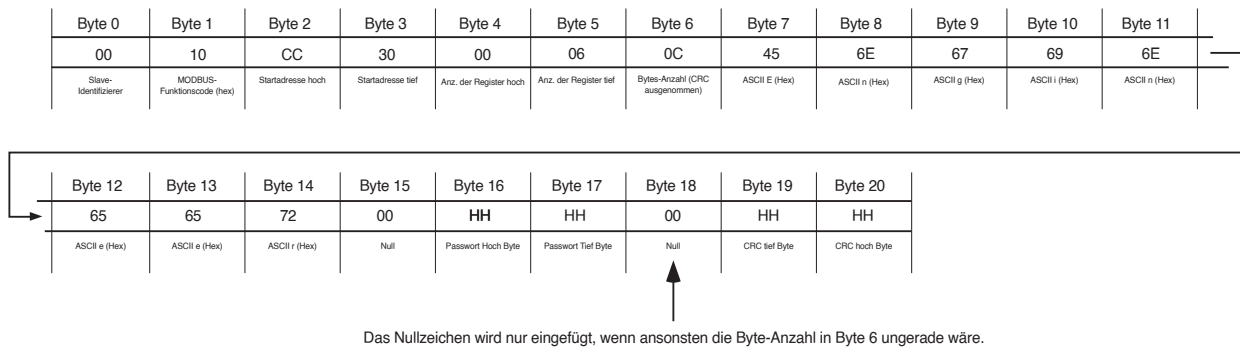 Byte 0 Byte 1 Byte 2 Byte 3 Byte 4 Byte 5 Byte 6 Byte 7 Byte 8 Byte 9 Byte 10 Byte 11
00 10 CC 30 00 06 0C 45 6E 67 69 6E
Slave- MODBUS- Startadresse hoch Startadresse tief Anz. der Register hoch Anz. der Register tief Bytes-Anzahl (CRC ASCII E (Hex) ASCII n (Hex) ASCII g (Hex) ASCII i (Hex) ASCII n (Hex)
Identifizierer Funktionscode (hex) ausgenommen)
Byte 12 Byte 13 Byte 14 Byte 15 Byte 16 Byte 17 Byte 18 Byte 19 Byte 20
65 65 72 00 HH HH 00 HH HH
ASCII e (Hex) ASCII e (Hex) ASCII r (Hex) Null Passwort Hoch Byte Passwort Tief Byte Null CRC tief Byte CRC hoch Byte
Das Nullzeichen wird nur eingefügt, wenn ansonsten die Byte-Anzahl in Byte 6 ungerade wäre.